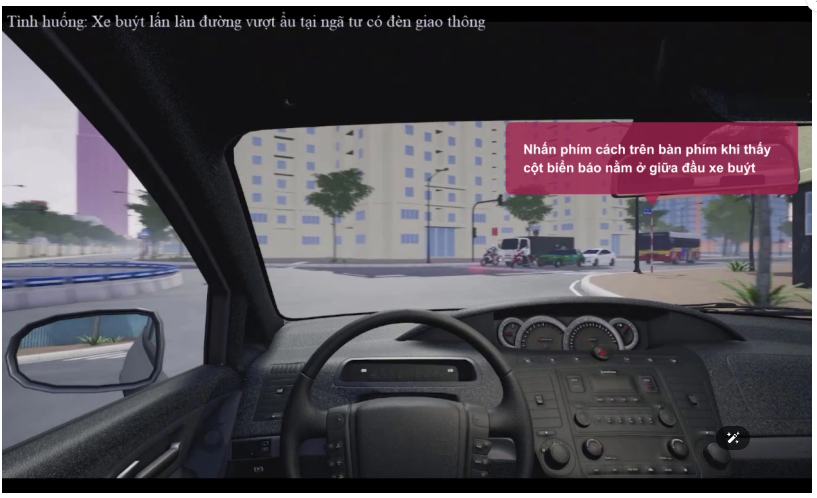 Tình huống: Xe buýt lấn làn đường vượt ẩu tại ngã tư có đèn giao thông
Nhấn phím cách trên bàn phím khi thấy
cột biển báo nằm ở giữa đầu xe buýt